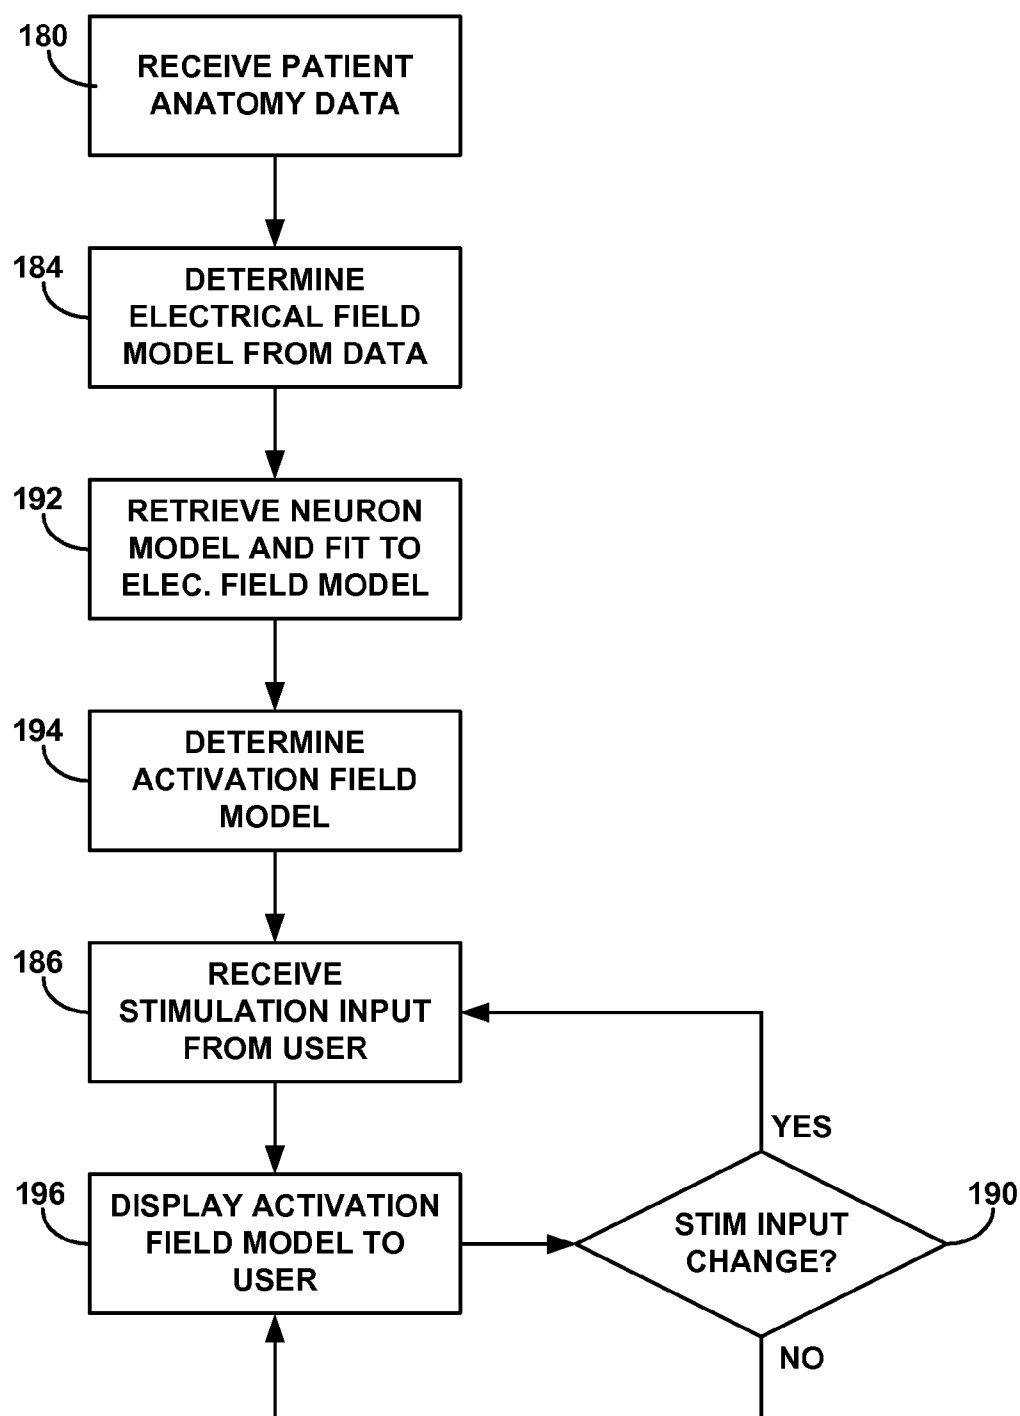 180
RECEIVE PATIENT
ANATOMY DATA
184
DETERMINE
ELECTRICAL FIELD
MODEL FROM DATA
192
RETRIEVE NEURON
MODEL AND FIT TO
ELEC. FIELD MODEL
194
DETERMINE
ACTIVATION FIELD
MODEL
186
RECEIVE
STIMULATION INPUT
FROM USER
YES
196
DISPLAY ACTIVATION
FIELD MODEL TO
USER
190
STIM INPUT
CHANGE?
NO